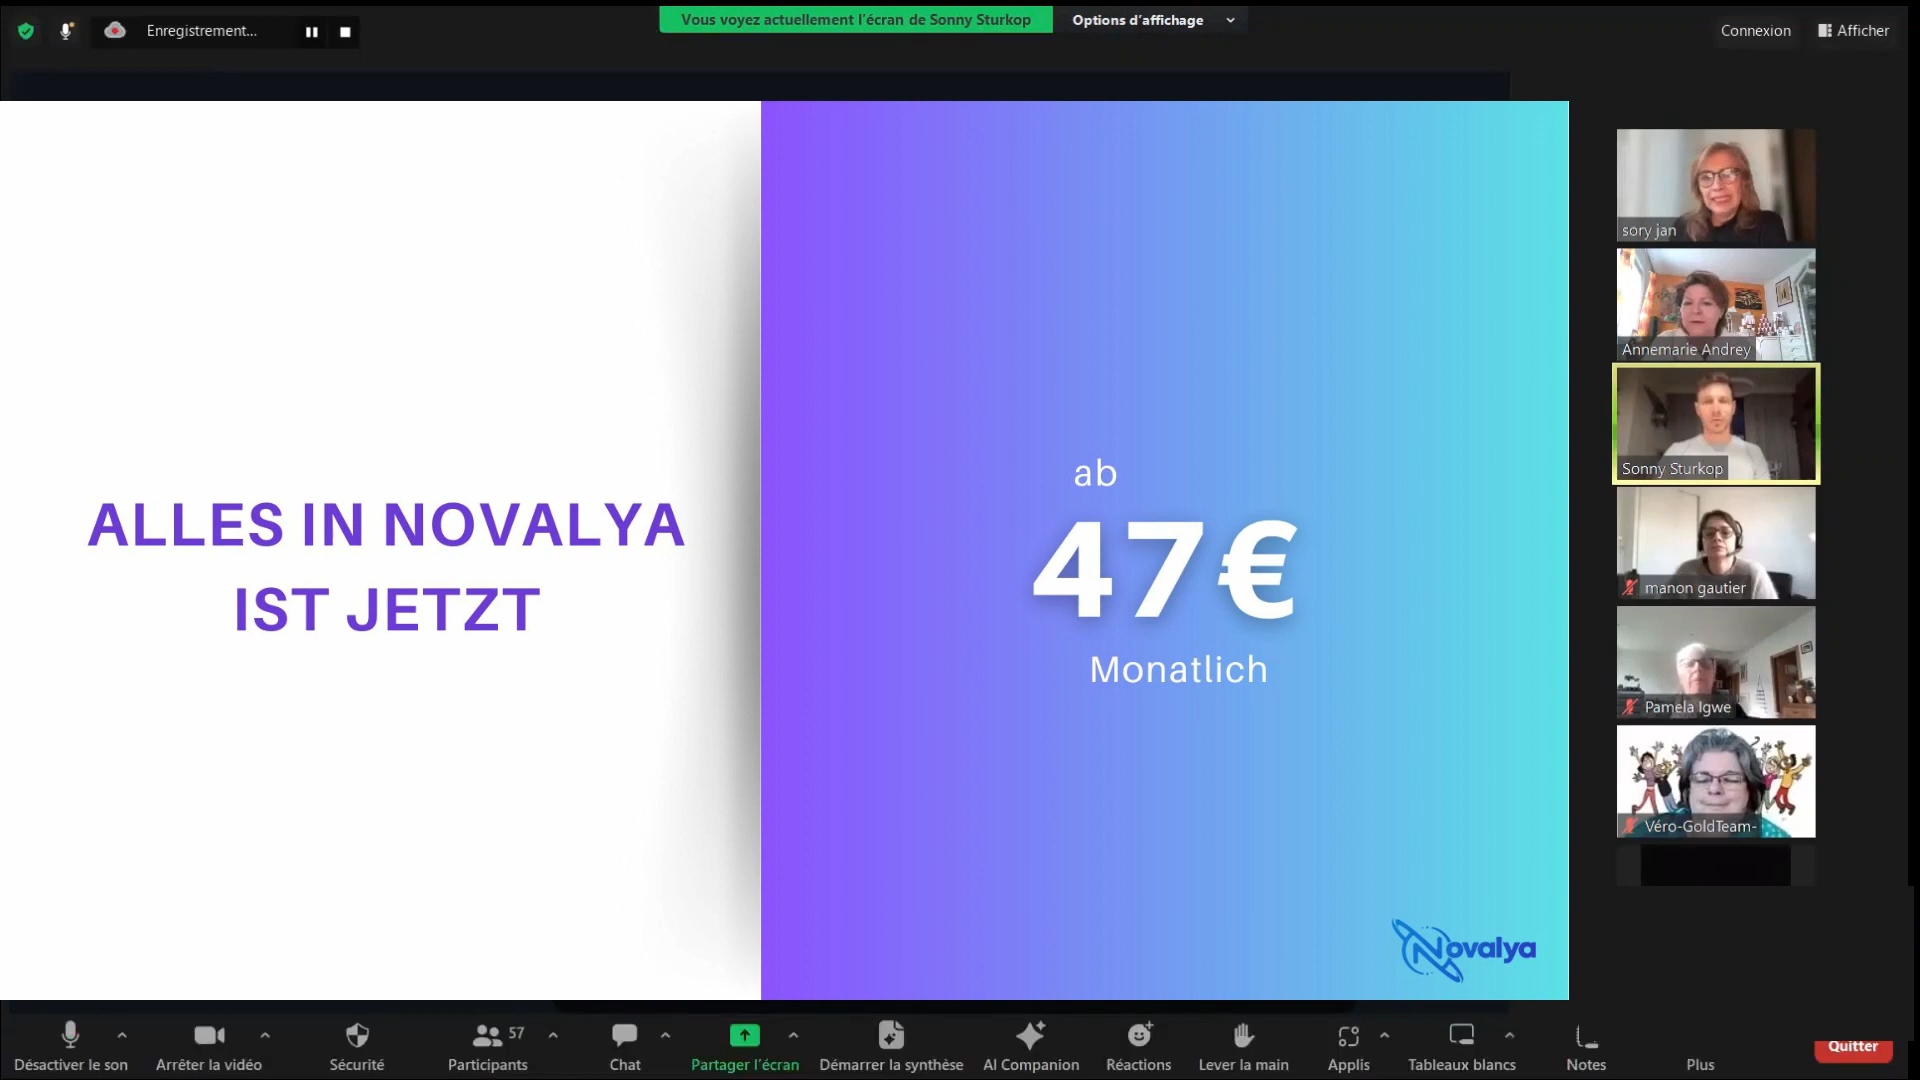 Enregistrement...
Vous voyez actuellement l'écran de Sonny Sturkop
Options d'affichage
Connexion
Afficher
ALLES IN NOVALYA
IST JETZT
ab
47€
Monatlich
Novalya
sory jan
Annemarie Andrey
Sonny Sturkop
manon gautier
Pamela Igwe
Véro-GoldTeam-
57
Désactiver le son
Arrêter la vidéo
Sécurité
Participants
Chat
Partager l'écran
Démarrer la synthèse
AI Companion
Réactions
Lever la main
Applis
Tableaux blancs
Notes
Plus
Quitter